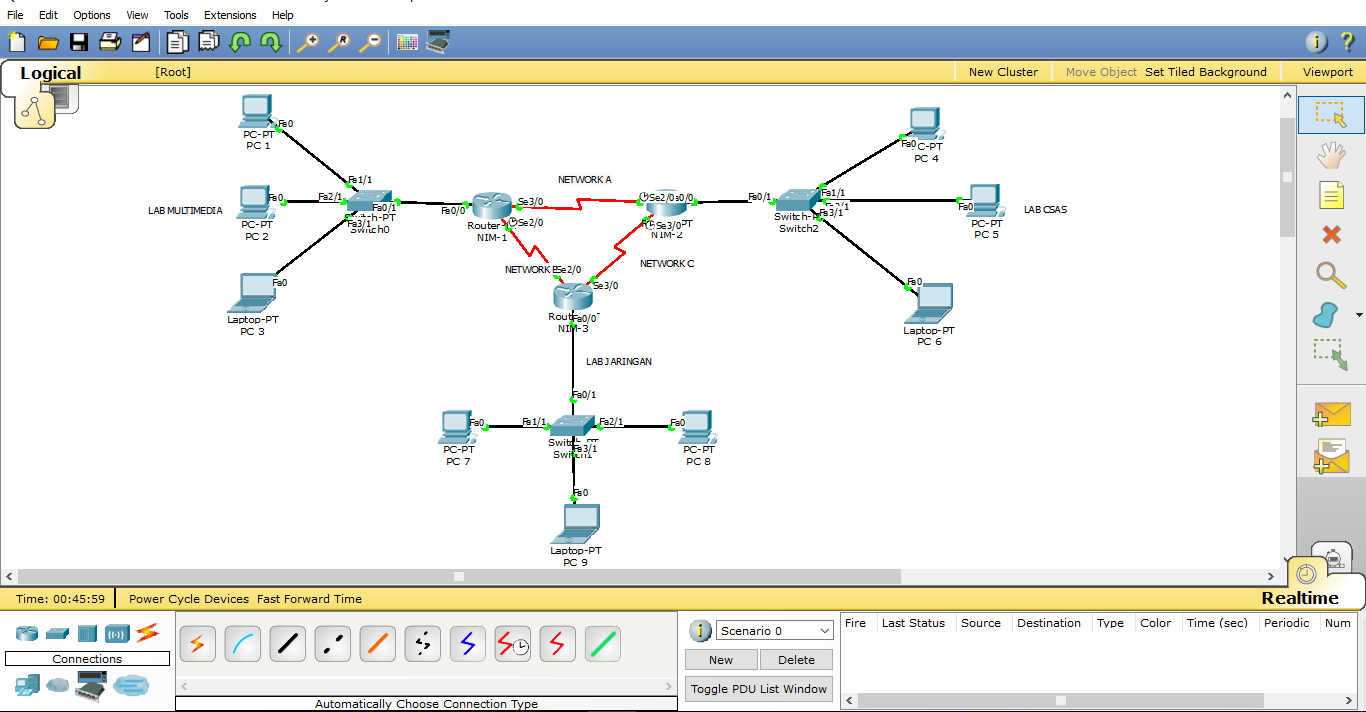 File Edit Options View Tools Extensions Help
Logical [Root] New Cluster Move Object Set Tiled Background Viewport
Fa0
PC-PT
PC 1
Fa1/1
Fa0
Fa2/1
PC-PT
PC 2
LAB MULTIMEDIA
Fa0/1
Fa3/1
Switch0
Fa0
Laptop-PT
PC 3
Fa0/0
Se3/0
Se2/0
Router
NIM-1
NETWORK A
Se2/0
Se3/0
NIM-2
NETWORK C
Se2/0
Se3/0
Fa0/0
NIM-3
LAB JARINGAN
Fa0/1
Fa1/1
Fa3/1
Switch2
Fa0
PC 4
Fa0
PC-PT
PC 5
LAB CSAS
Fa0
Laptop-PT
PC 6
Fa0/1
Fa0
Fa1/1
Fa2/1
Fa0
PC-PT
PC 7
Fa3/1
Switch1
PC-PT
PC 8
Fa0
Laptop-PT
PC 9
Time: 00:45:59 Power Cycle Devices Fast Forward Time
Realtime
Connections
Automatically Choose Connection Type
Scenario 0
New Delete
Toggle PDU List Window
Fire Last Status Source Destination Type Color Time (sec) Periodic Num